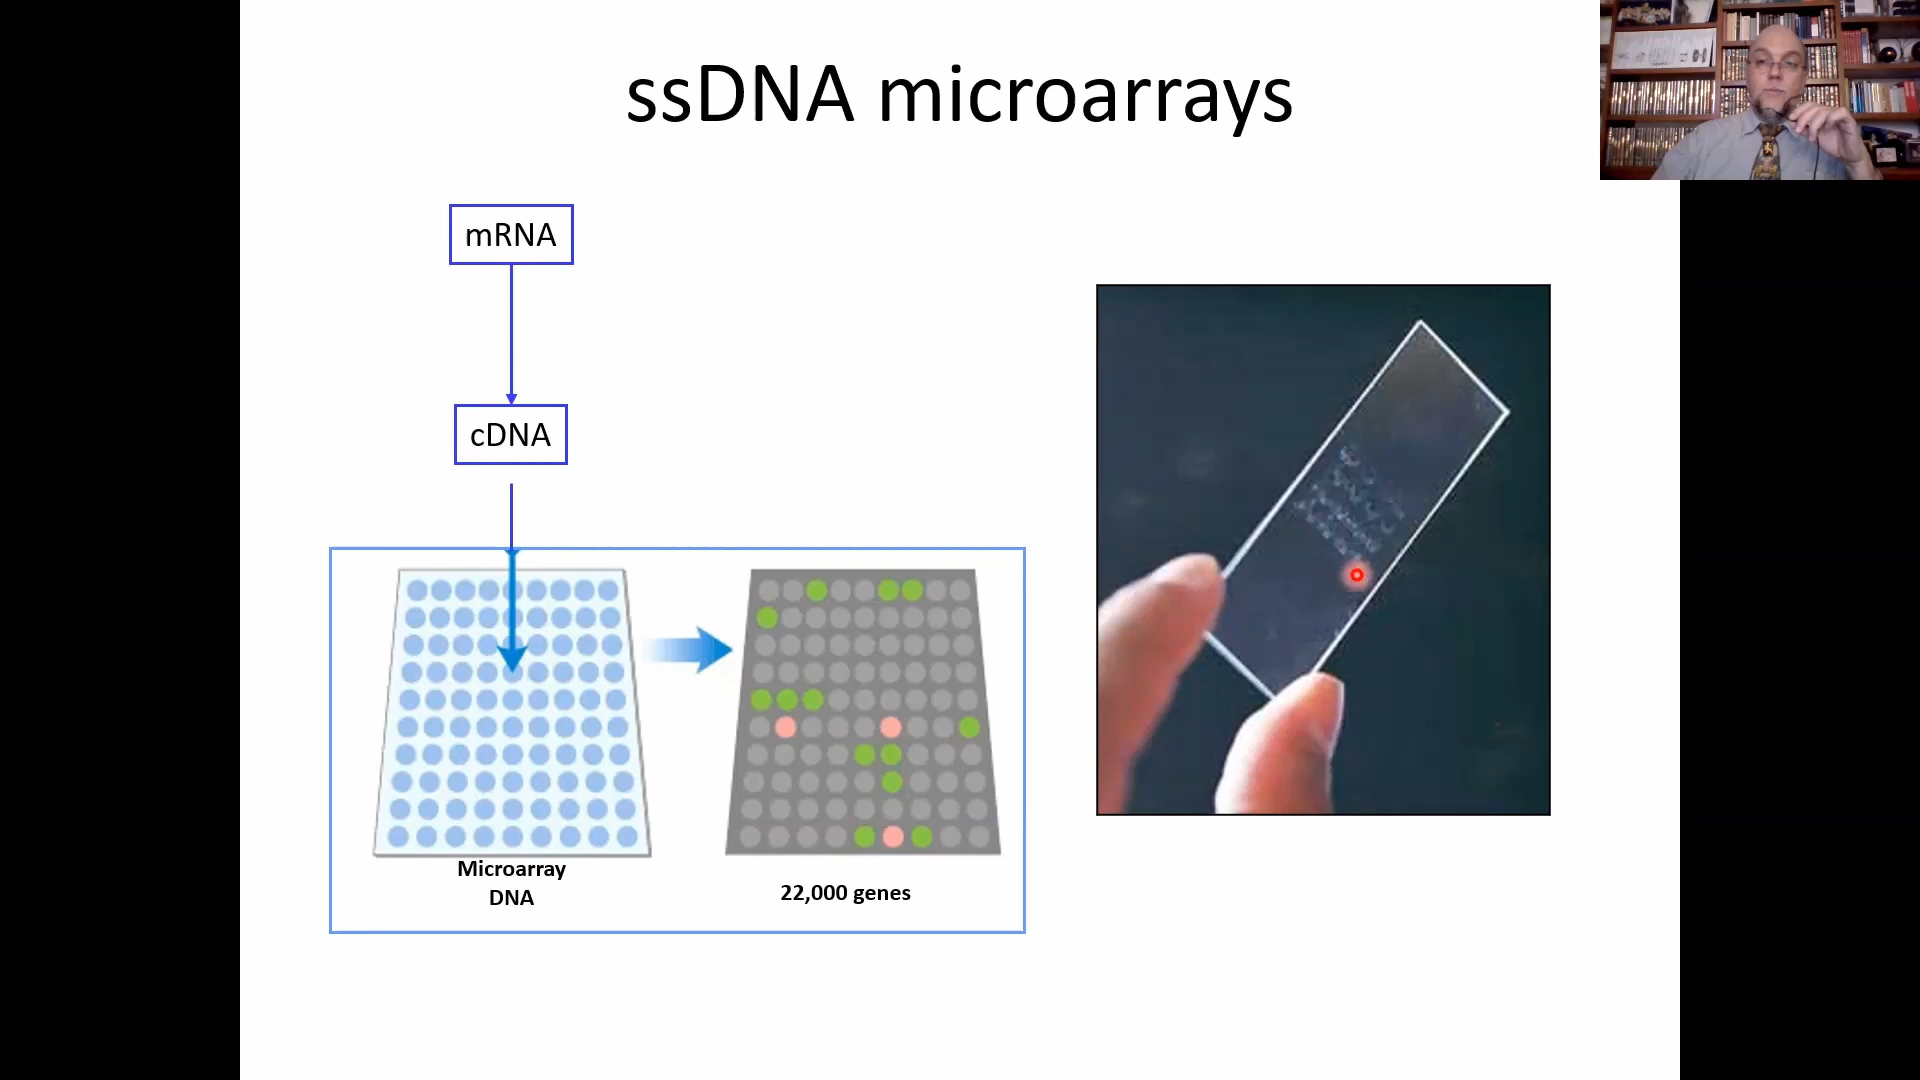 ssDNA microarrays
mRNA
cDNA
Microarray
DNA
22,000 genes